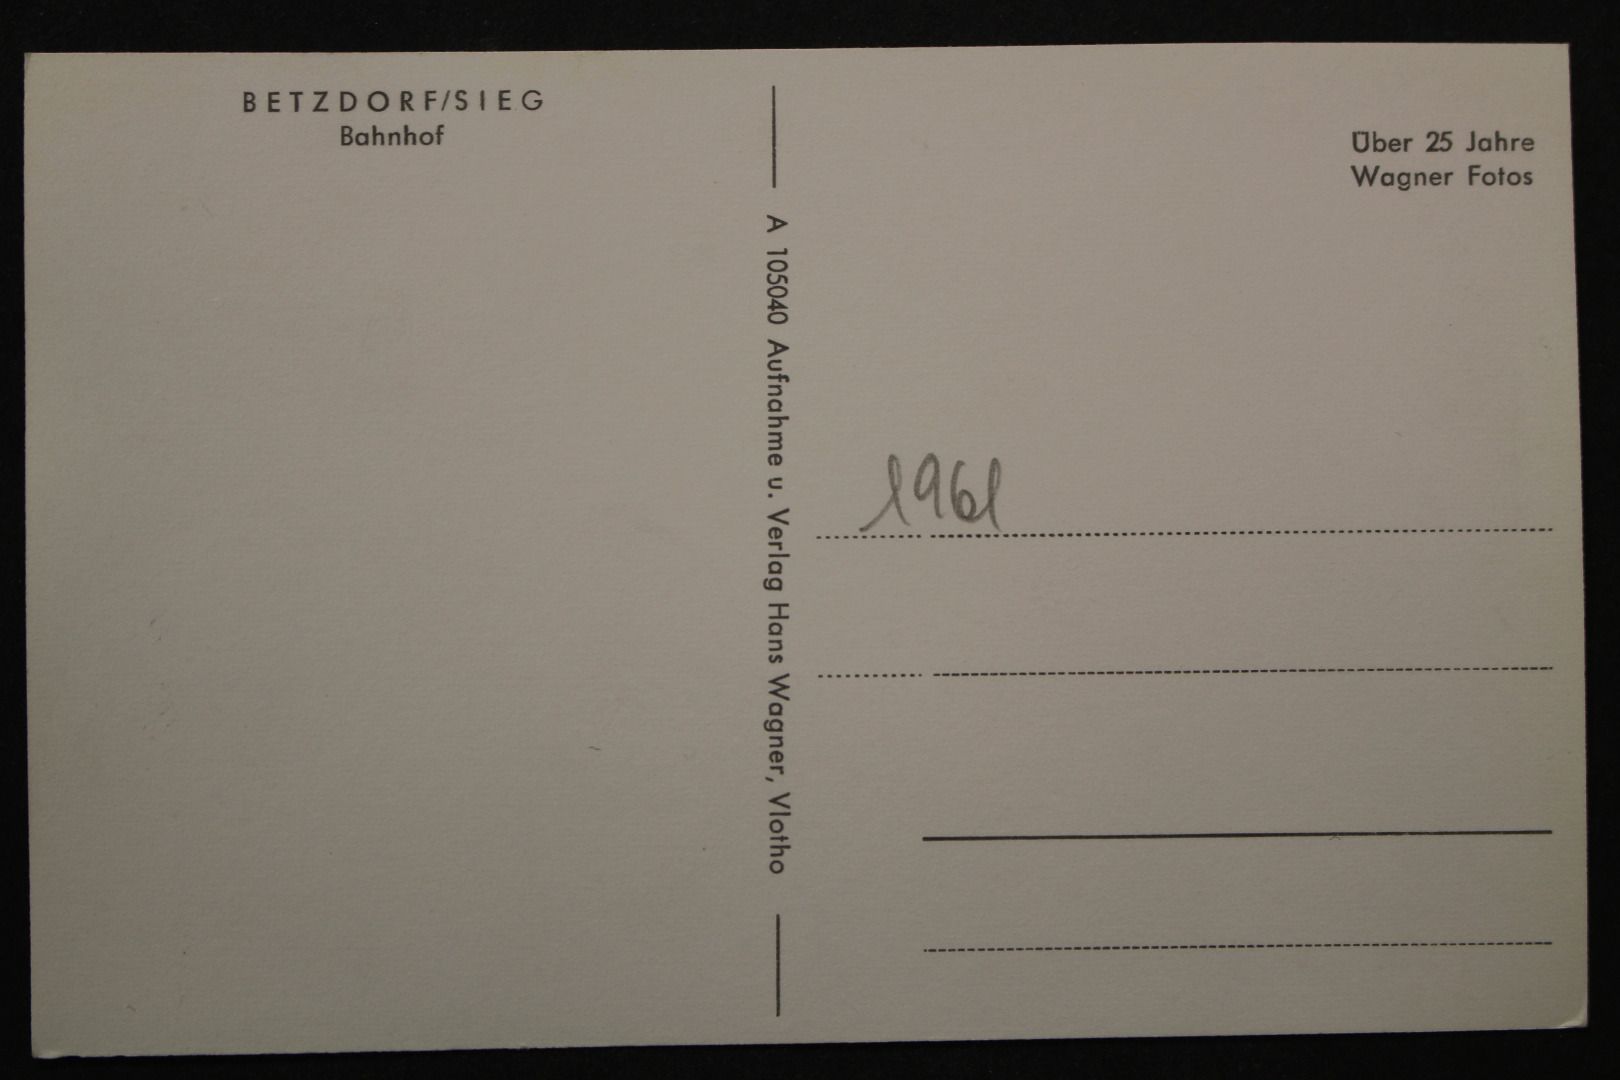 BETZDORF/SIEG
Bahnhof
A 105040 Aufnahme u. Verlag Hans Wagner, Vlotho
Über 25 Jahre
Wagner Fotos
1961